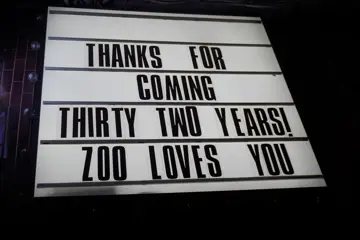 THANKS FOR
COMING
THIRTY TWO YEARS!
ZOO LOVES YOU